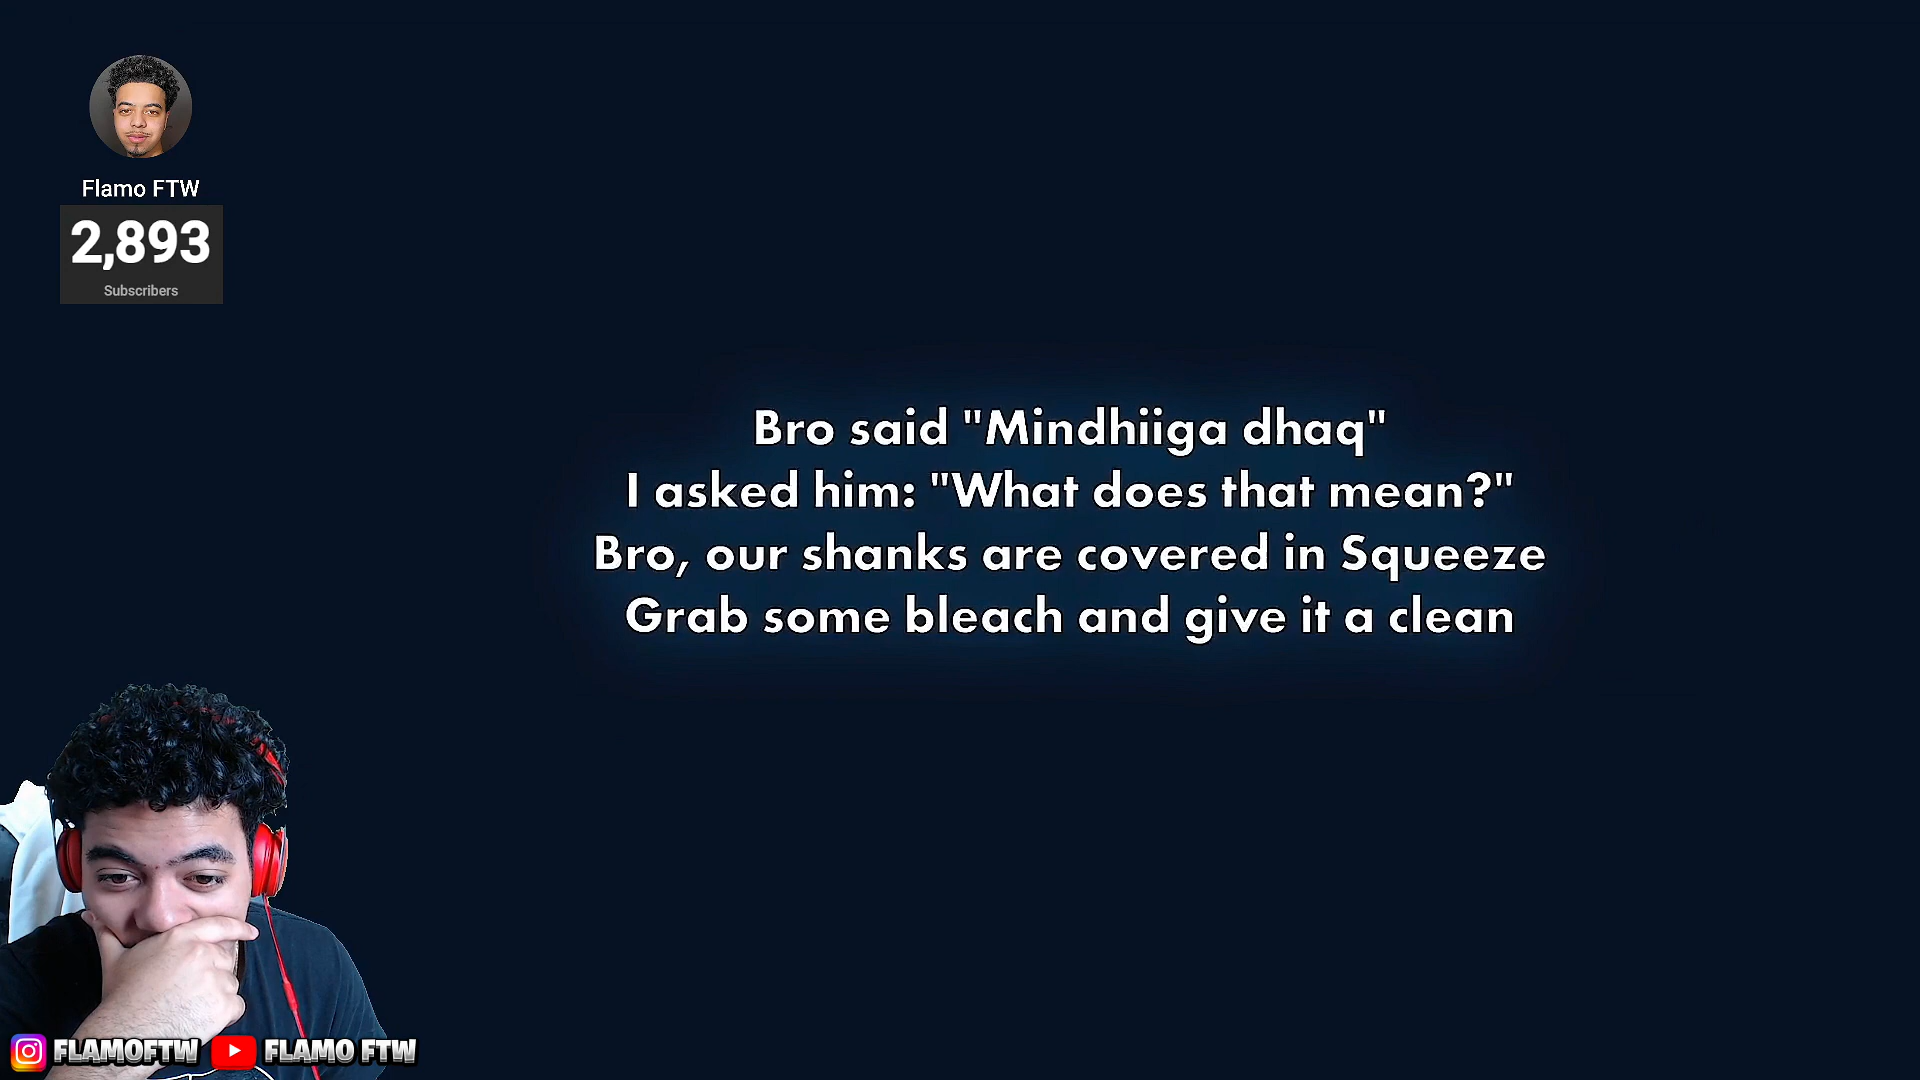 Flamo FTW
2,893
Subscribers
Bro said "Mindhiiga dhaq"
I asked him: "What does that mean?"
Bro, our shanks are covered in Squeeze
Grab some bleach and give it a clean
FLAMOFTW
FLAMO FTW